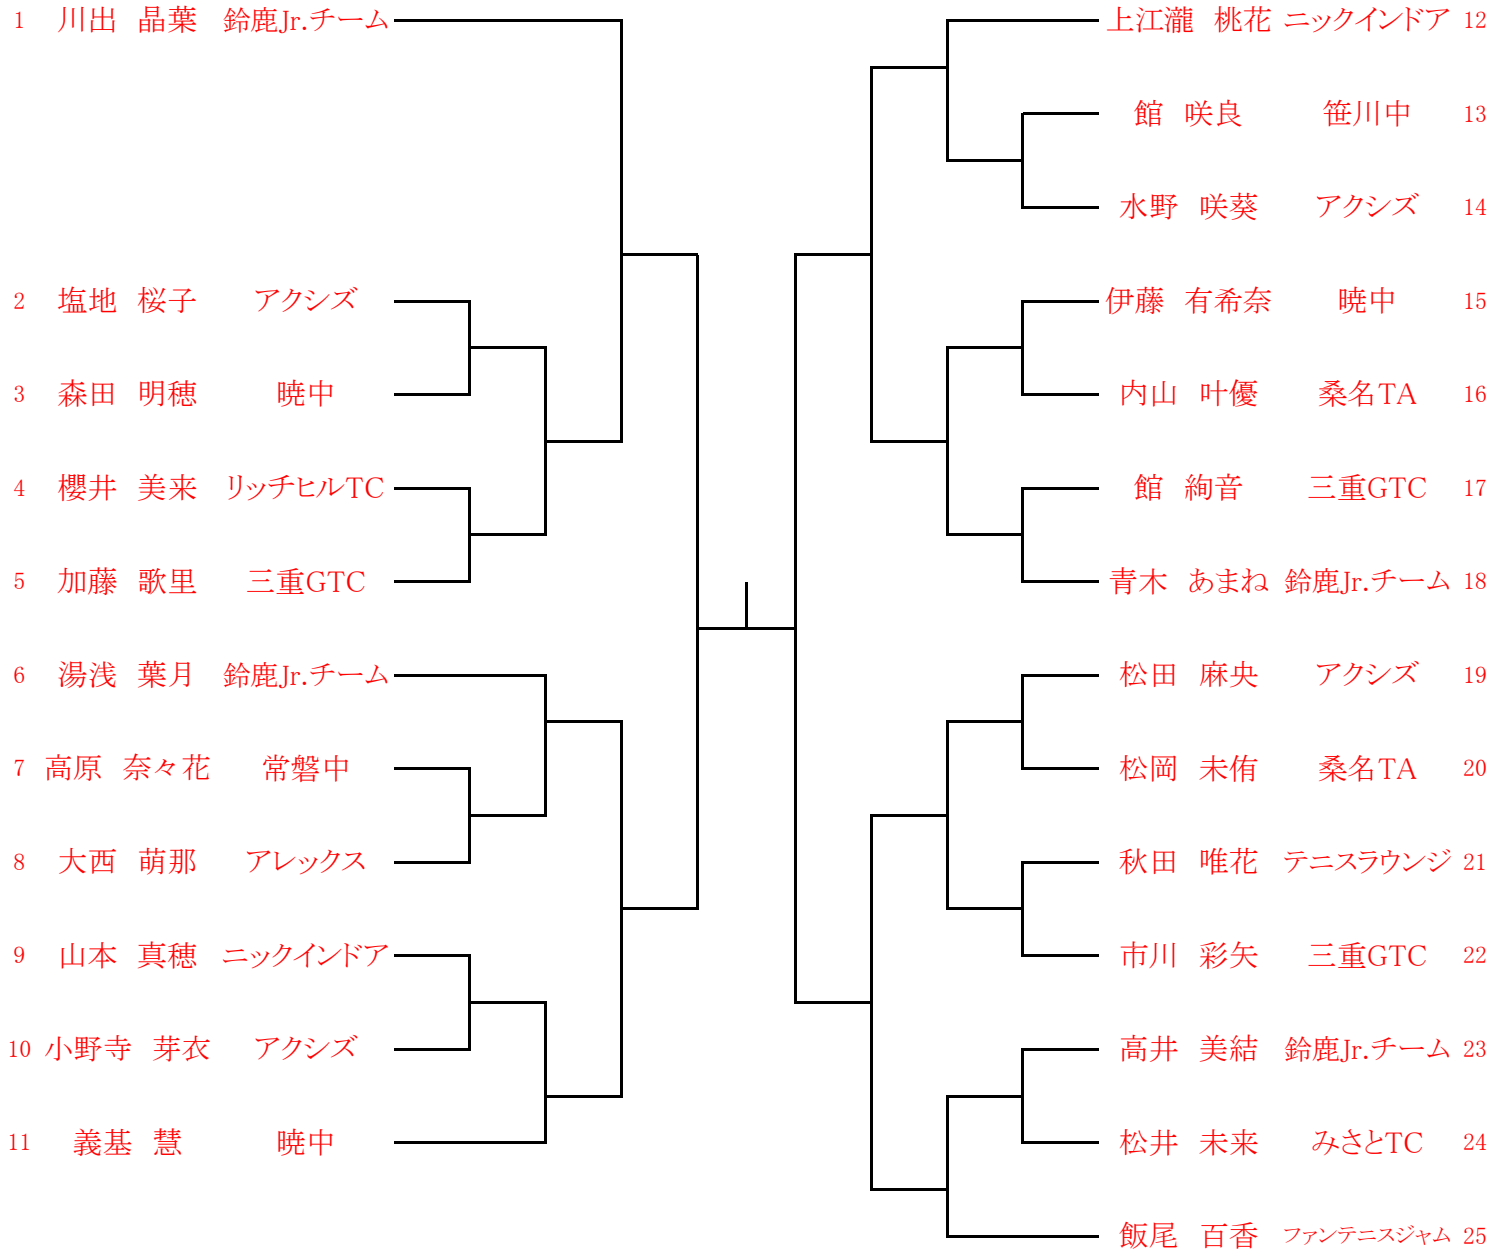 1 川出 晶葉 鈴鹿Jr.チーム
2 塩地 桜子 アクシズ
3 森田 明穂 暁中
4 櫻井 美来 リッチヒルTC
5 加藤 歌里 三重GTC
6 湯浅 葉月 鈴鹿Jr.チーム
7 高原 奈々花 常磐中
8 大西 萌那 アレックス
9 山本 真穂 ニックインドア
10 小野寺 芽衣 アクシズ
11 義基 慧 暁中
上江瀧 桃花 ニックインドア 12
館 咲良 笹川中 13
水野 咲葵 アクシズ 14
伊藤 有希奈 暁中 15
内山 叶優 桑名TA 16
館 絢音 三重GTC 17
青木 あまね 鈴鹿Jr.チーム 18
松田 麻央 アクシズ 19
松岡 未侑 桑名TA 20
秋田 唯花 テニスラウンジ 21
市川 彩矢 三重GTC 22
高井 美結 鈴鹿Jr.チーム 23
松井 未来 みさとTC 24
飯尾 百香 ファンテニスジャム 25